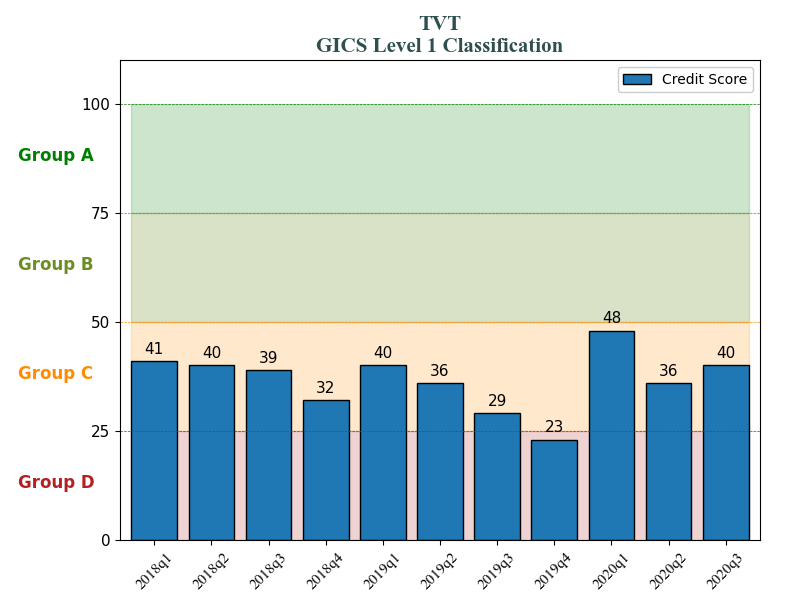 TVT
GICS Level 1 Classification
Credit Score
100
Group A
75
Group B
50
48
41
40
39
40
40
Group C
36
36
32
29
25
23
Group D
0
2018q1
2018q2
2018q3
2018q4
2019q1
2019q2
2019q3
2019q4
2020q1
2020q2
2020q3